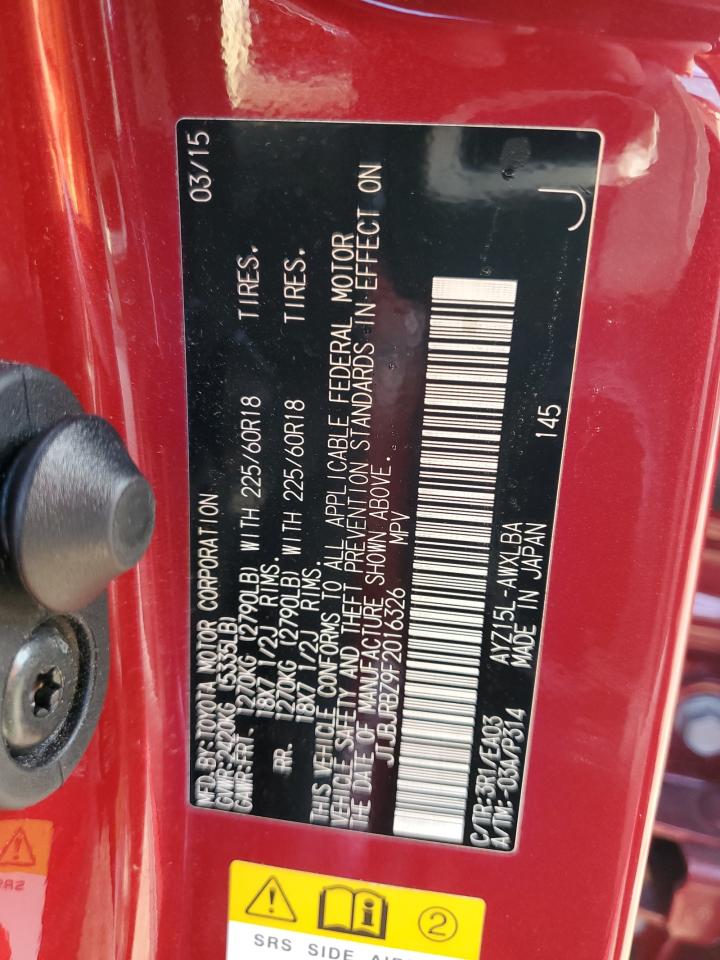 MFD.BY:TOYOTA MOTOR CORPORATION 03/15
GVWR:2420KG (5335LB)
GAWR:FRT. 1270KG (2790LB) WITH 225/60R18 TIRES.
18X7 1/2J RIMS.
RR. 1270KG (2790LB) WITH 225/60R18 TIRES.
18X7 1/2J RIMS.
THIS VEHICLE CONFORMS TO ALL APPLICABLE FEDERAL MOTOR
VEHICLE SAFETY AND THEFT PREVENTION STANDARDS IN EFFECT ON
THE DATE OF MANUFACTURE SHOWN ABOVE.
JTJBJRBZ9F2016326 MPV
C/TR:3R1/EA03 AYZ15L-AWXLBA 145 J
A/TM:-03A/P314 MADE IN JAPAN
2
SRS SIDE